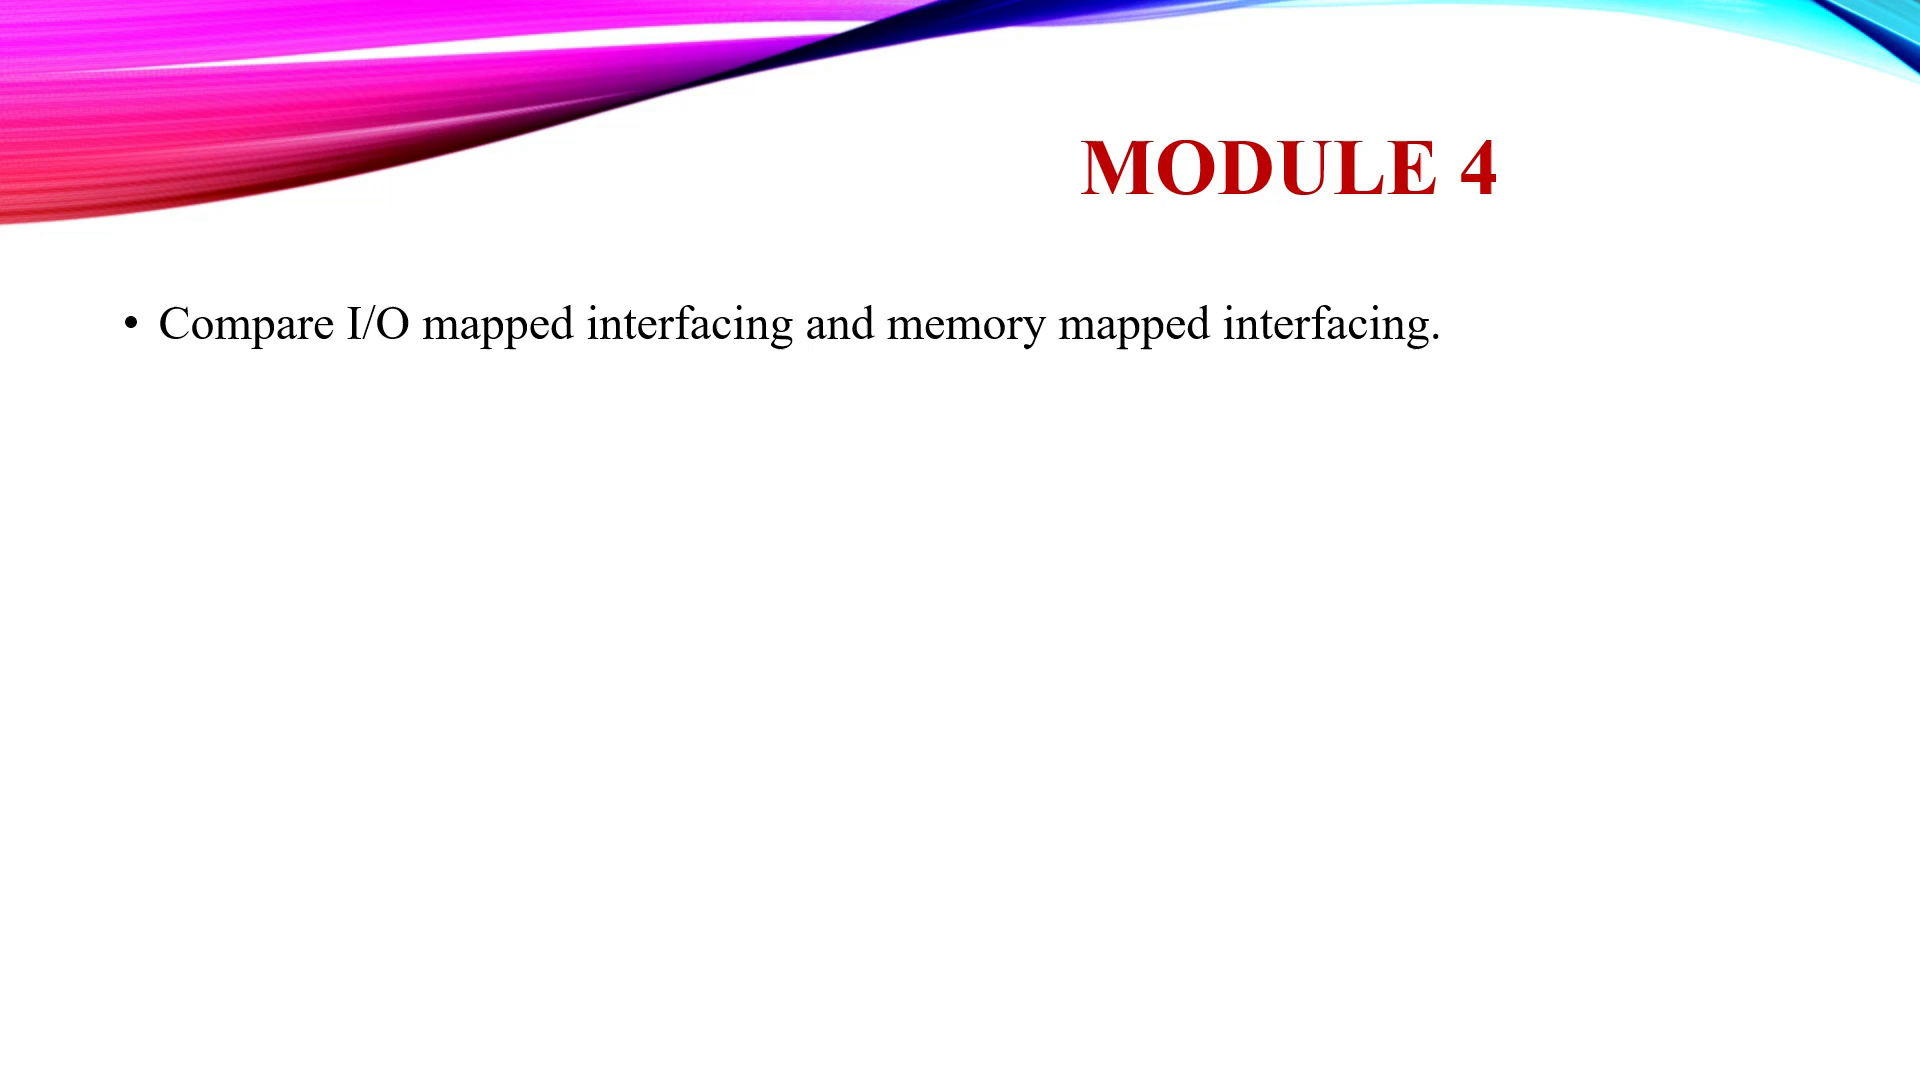 MODULE 4
• Compare I/O mapped interfacing and memory mapped interfacing.